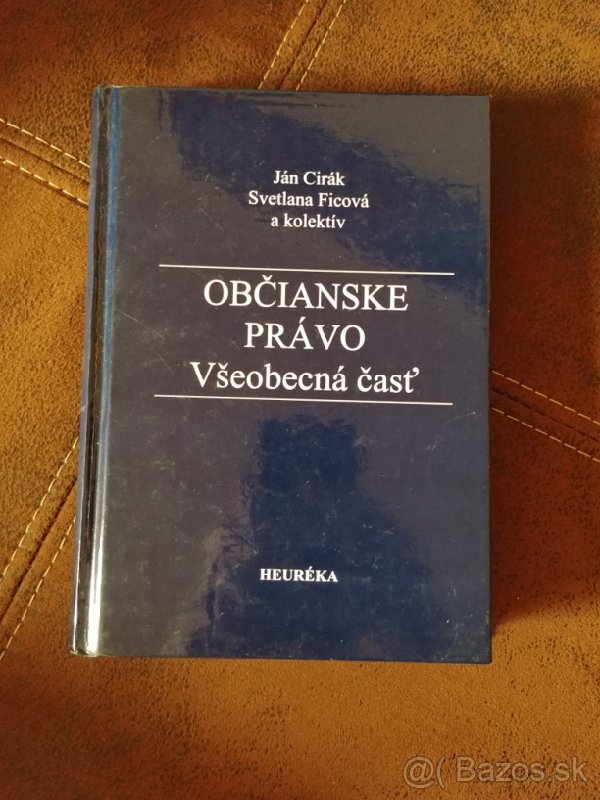 Ján Cirák
Svetlana Ficová
a kolektív
OBČIANSKE
PRÁVO
Všeobecná časť
HEURÉKA
@( Bazos.sk